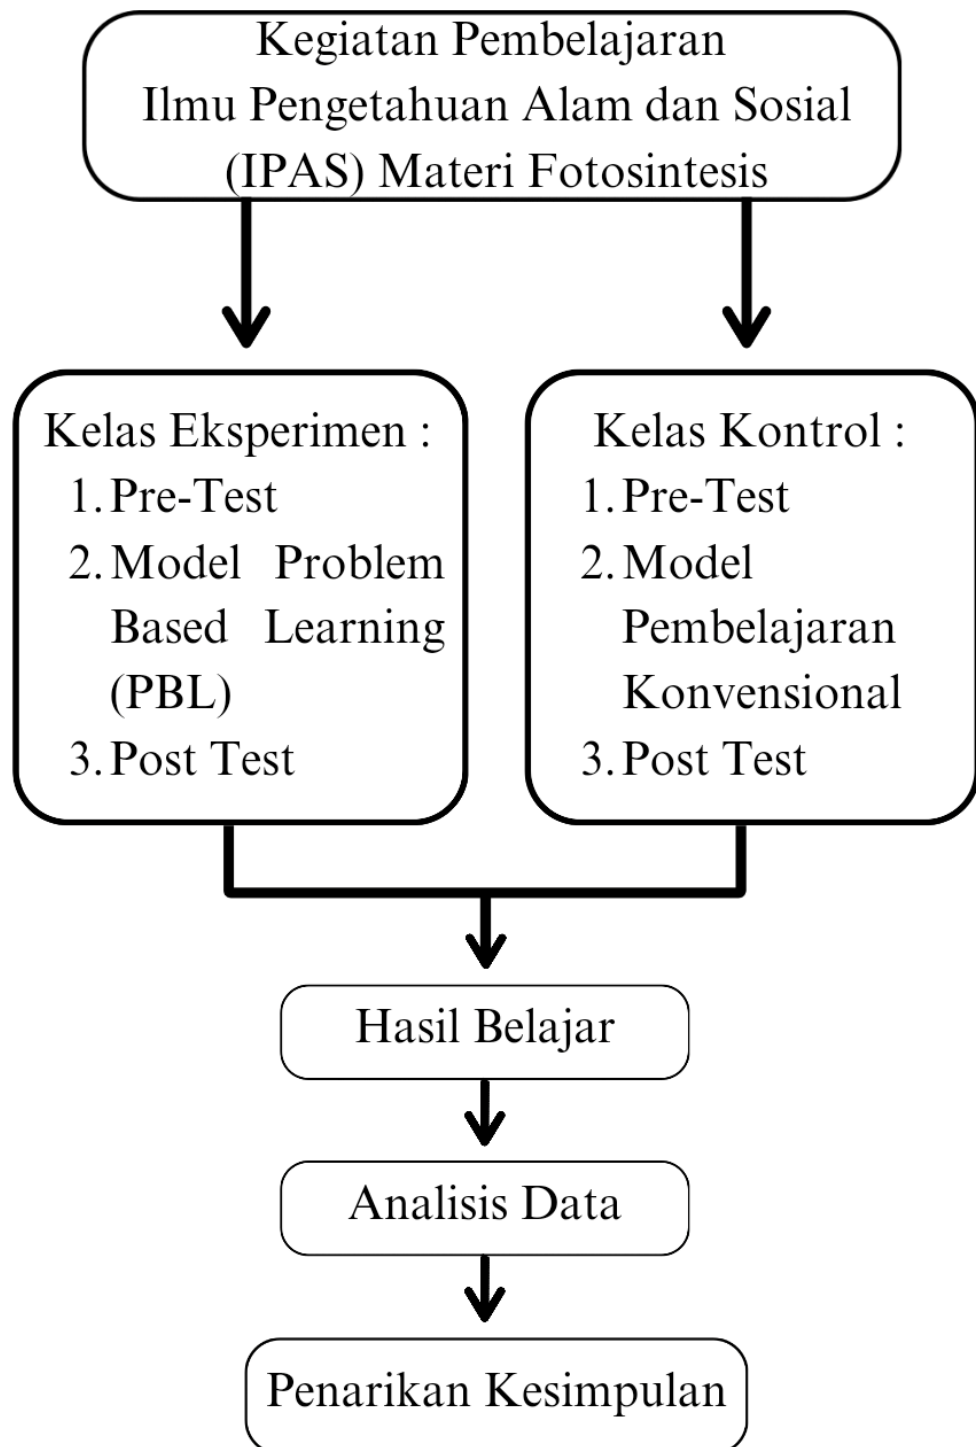 Kegiatan Pembelajaran
Ilmu Pengetahuan Alam dan Sosial
(IPAS) Materi Fotosintesis
Kelas Eksperimen :
1. Pre-Test
2. Model Problem
Based Learning
(PBL)
3. Post Test
Kelas Kontrol :
1. Pre-Test
2. Model
Pembelajaran
Konvensional
3. Post Test
Hasil Belajar
Analisis Data
Penarikan Kesimpulan